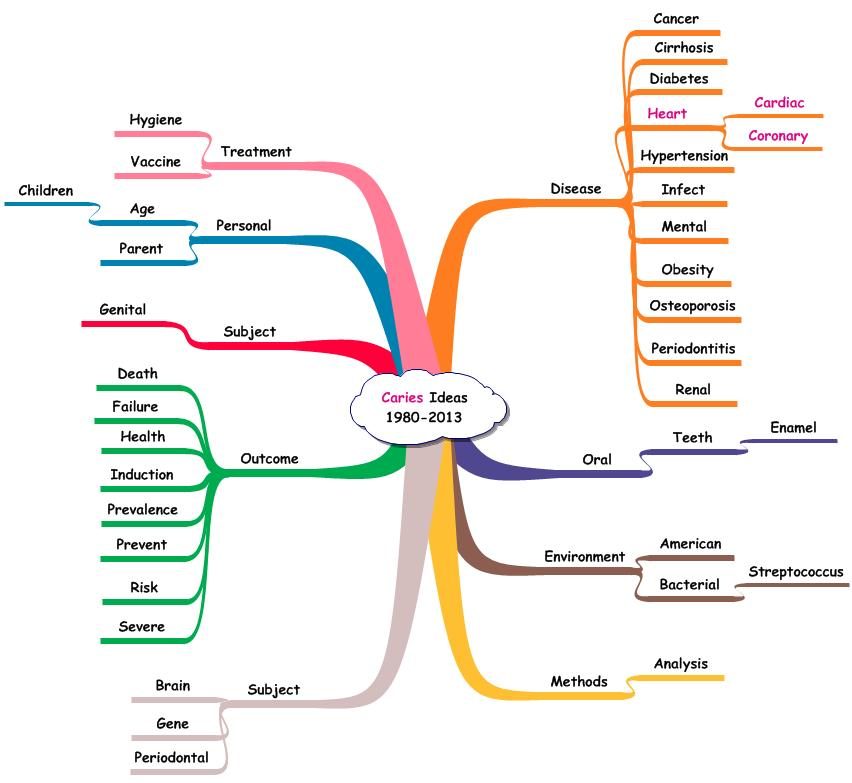 Caries Ideas
1980-2013
Treatment
Hygiene
Vaccine
Personal
Age
Children
Parent
Subject
Genital
Outcome
Death
Failure
Health
Induction
Prevalence
Prevent
Risk
Severe
Subject
Brain
Gene
Periodontal
Disease
Cancer
Cirrhosis
Diabetes
Heart
Cardiac
Coronary
Hypertension
Infect
Mental
Obesity
Osteoporosis
Periodontitis
Renal
Oral
Teeth
Enamel
Environment
American
Bacterial
Streptococcus
Methods
Analysis